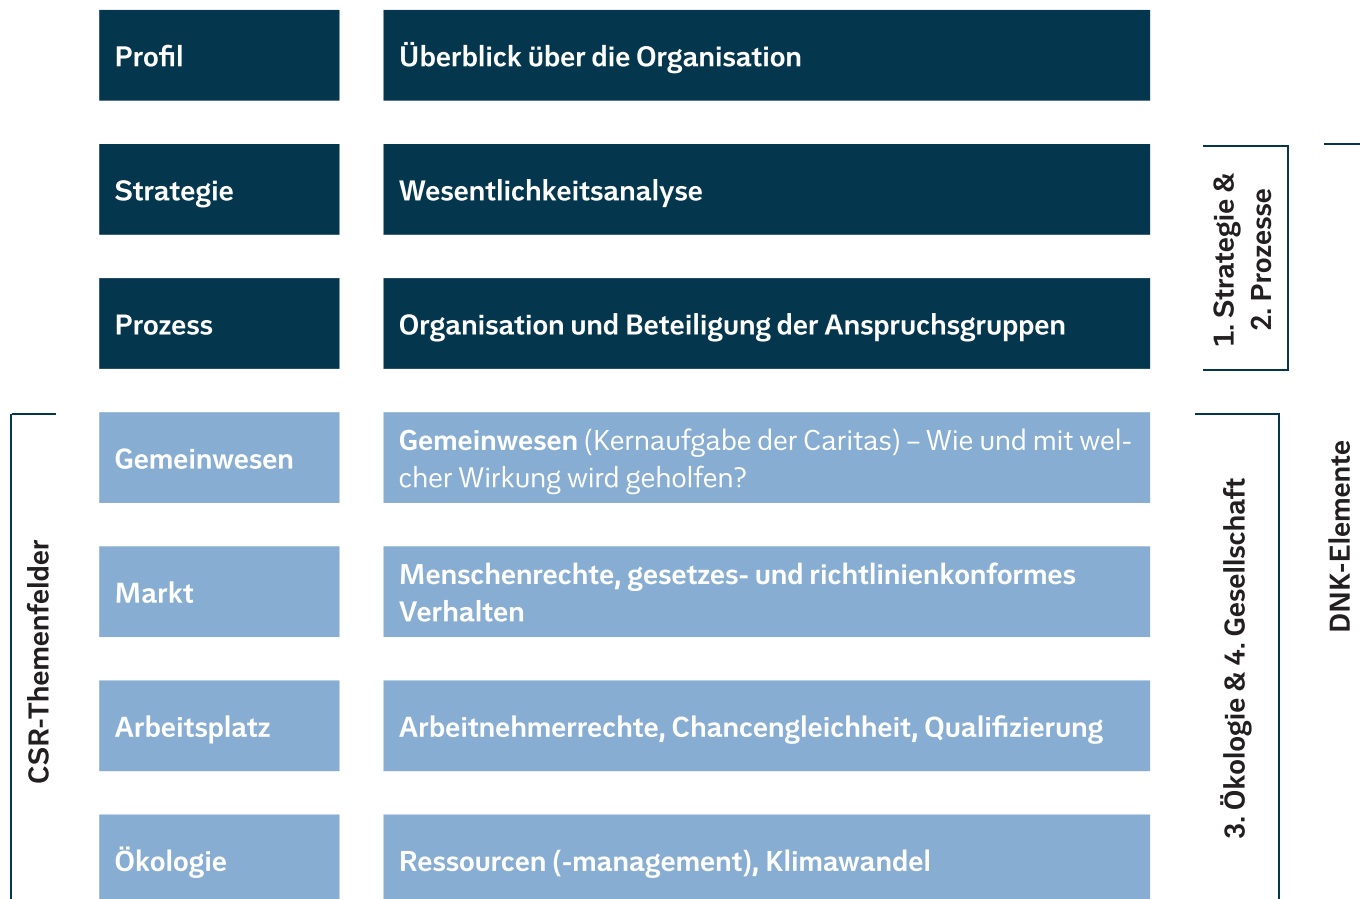 Profil
Überblick über die Organisation
Strategie
Wesentlichkeitsanalyse
Prozess
Organisation und Beteiligung der Anspruchsgruppen
1. Strategie &
2. Prozesse
CSR-Themenfelder
Gemeinwesen
Gemeinwesen (Kernaufgabe der Caritas) – Wie und mit wel-
cher Wirkung wird geholfen?
Markt
Menschenrechte, gesetzes- und richtlinienkonformes
Verhalten
Arbeitsplatz
Arbeitnehmerrechte, Chancengleichheit, Qualifizierung
Ökologie
Ressourcen (-management), Klimawandel
3. Ökologie & 4. Gesellschaft
DNK-Elemente